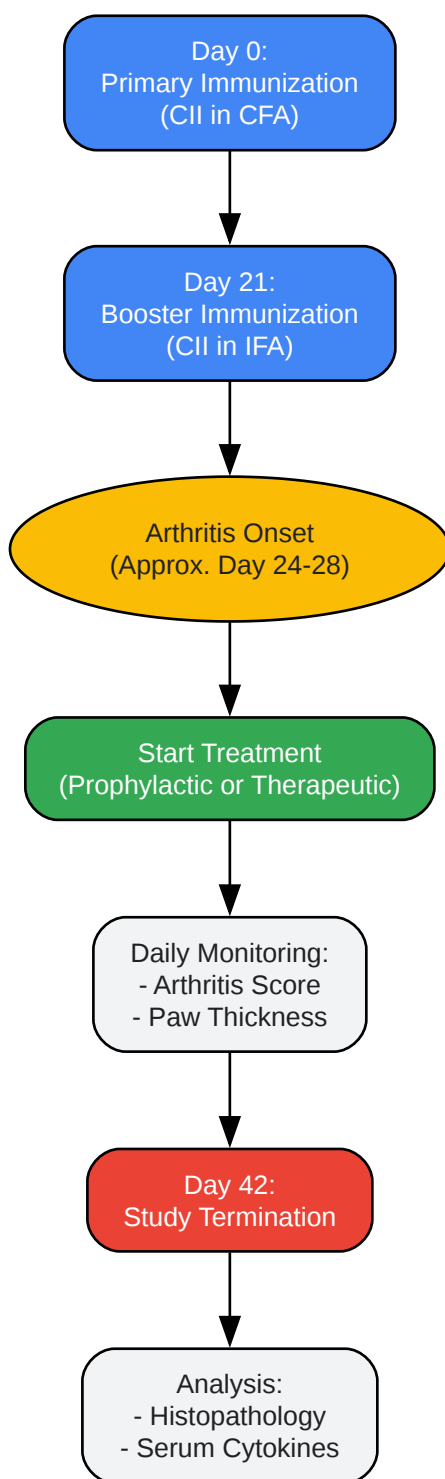 Day 0:
Primary Immunization
(CII in CFA)
Day 21:
Booster Immunization
(CII in IFA)
Arthritis Onset
(Approx. Day 24-28)
Start Treatment
(Prophylactic or Therapeutic)
Daily Monitoring:
- Arthritis Score
- Paw Thickness
Day 42:
Study Termination
Analysis:
- Histopathology
- Serum Cytokines